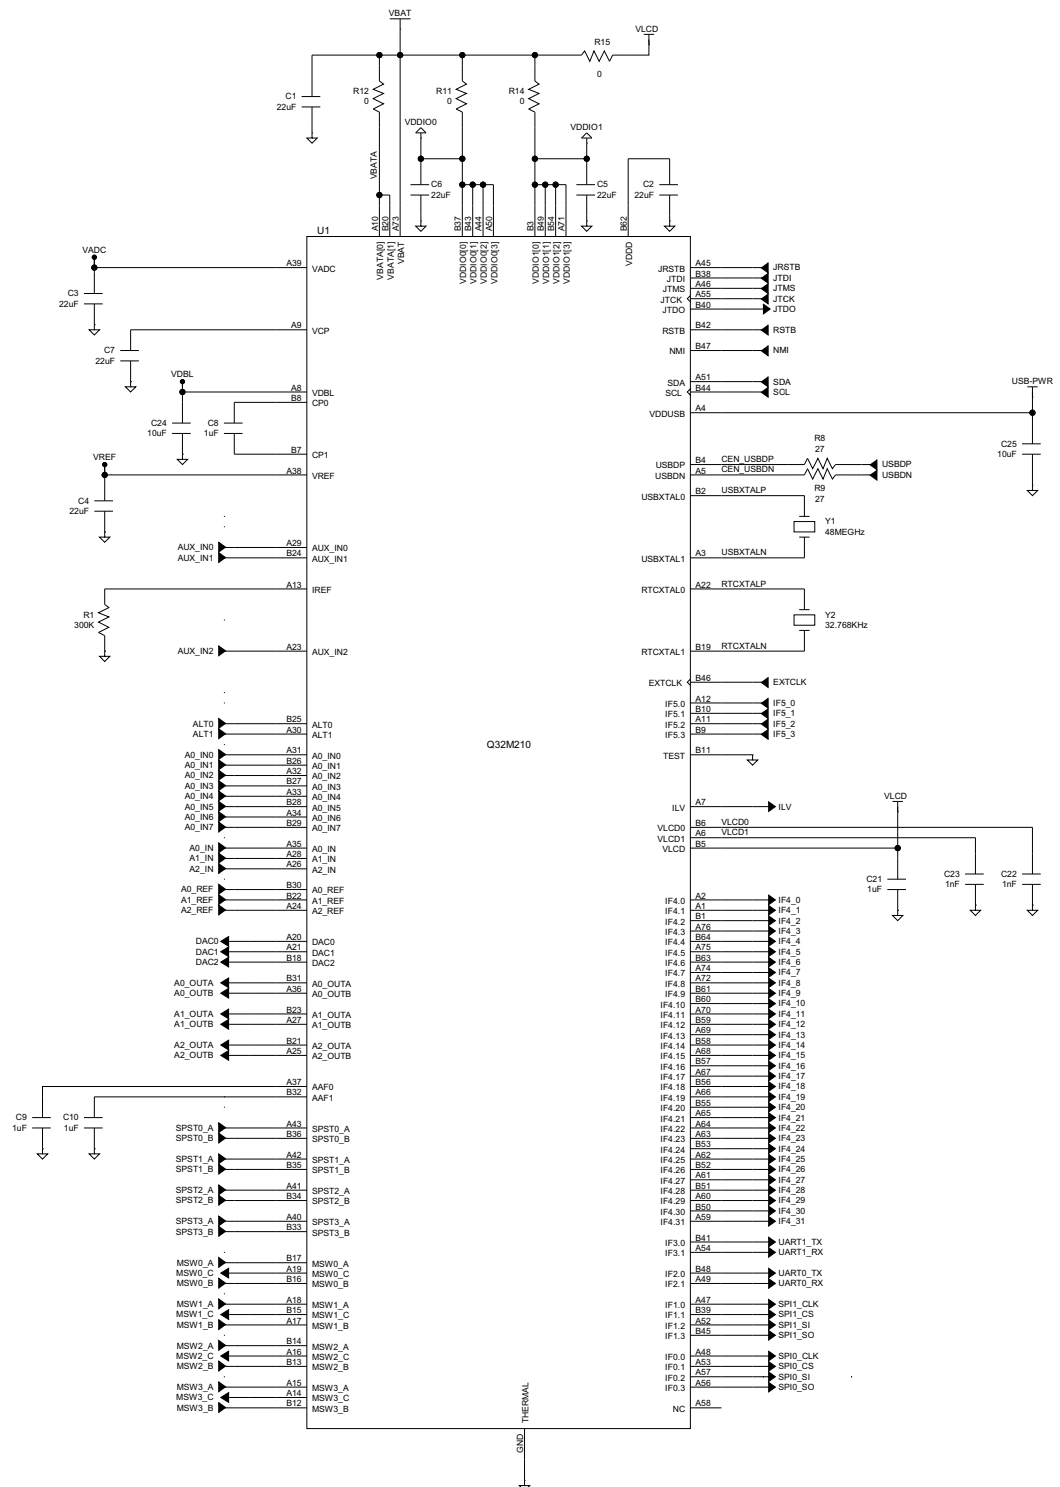 VBAT
R15 VLCD
0
C1 22uF R12 0 R11 0 R14 0
VDDIO0 VDDIO1
VBATA
C6 22uF C5 22uF C2 22uF
A10 B20 A73 B37 B43 A44 A50 B3 B49 B54 A71 B62
U1
VBATA[0] VBATA[1] VBAT VDDIO0[0] VDDIO0[1] VDDIO0[2] VDDIO0[3] VDDIO1[0] VDDIO1[1] VDDIO1[2] VDDIO1[3] VDDD
VADC
A39 VADC
C3 22uF
A9 VCP
C7 22uF
VDBL
A8 VDBL
B8 CP0
C24 10uF C8 1uF
B7 CP1
VREF
A38 VREF
C4 22uF
AUX_IN0 A29 AUX_IN0
AUX_IN1 B24 AUX_IN1
A13 IREF
R1 300K
AUX_IN2 A23 AUX_IN2
ALT0 B25 ALT0
ALT1 A30 ALT1
A0_IN0 A31 A0_IN0
A0_IN1 B26 A0_IN1
A0_IN2 A32 A0_IN2
A0_IN3 B27 A0_IN3
A0_IN4 A33 A0_IN4
A0_IN5 B28 A0_IN5
A0_IN6 A34 A0_IN6
A0_IN7 B29 A0_IN7
A0_IN A35 A0_IN
A1_IN A28 A1_IN
A2_IN A26 A2_IN
A0_REF B30 A0_REF
A1_REF B22 A1_REF
A2_REF A24 A2_REF
DAC0 A20 DAC0
DAC1 A21 DAC1
DAC2 B18 DAC2
A0_OUTA B31 A0_OUTA
A0_OUTB A36 A0_OUTB
A1_OUTA B23 A1_OUTA
A1_OUTB A27 A1_OUTB
A2_OUTA B21 A2_OUTA
A2_OUTB A25 A2_OUTB
A37 AAF0
B32 AAF1
C9 1uF C10 1uF
SPST0_A A43 SPST0_A
SPST0_B B36 SPST0_B
SPST1_A A42 SPST1_A
SPST1_B B35 SPST1_B
SPST2_A A41 SPST2_A
SPST2_B B34 SPST2_B
SPST3_A A40 SPST3_A
SPST3_B B33 SPST3_B
MSW0_A B17 MSW0_A
MSW0_C A19 MSW0_C
MSW0_B B16 MSW0_B
MSW1_A A18 MSW1_A
MSW1_C B15 MSW1_C
MSW1_B A17 MSW1_B
MSW2_A B14 MSW2_A
MSW2_C A16 MSW2_C
MSW2_B B13 MSW2_B
MSW3_A A15 MSW3_A
MSW3_C A14 MSW3_C
MSW3_B B12 MSW3_B
Q32M210
THERMAL
GND
JRSTB A45 JRSTB
JTDI B38 JTDI
JTMS A46 JTMS
JTCK A55 JTCK
JTDO B40 JTDO
RSTB B42 RSTB
NMI B47 NMI
SDA A51 SDA
SCL B44 SCL
USB-PWR
VDDUSB A4
C25 10uF
R8 27
USBDP B4 CEN_USBDP USBDP
USBDN A5 CEN_USBDN USBDN
R9 27
USBXTAL0 B2 USBXTALP
Y1 48MEGHz
USBXTAL1 A3 USBXTALN
RTCXTAL0 A22 RTCXTALP
Y2 32.768KHz
RTCXTAL1 B19 RTCXTALN
EXTCLK B46 EXTCLK
IF5.0 A12 IF5_0
IF5.1 B10 IF5_1
IF5.2 A11 IF5_2
IF5.3 B9 IF5_3
TEST B11
ILV A7 ILV
VLCD
VLCD0 B6 VLCD0
VLCD1 A6 VLCD1
VLCD B5
C21 1uF C23 1nF C22 1nF
IF4.0 A2 IF4_0
IF4.1 A1 IF4_1
IF4.2 B1 IF4_2
IF4.3 A76 IF4_3
IF4.4 B64 IF4_4
IF4.5 A75 IF4_5
IF4.6 B63 IF4_6
IF4.7 A74 IF4_7
IF4.8 A72 IF4_8
IF4.9 B61 IF4_9
IF4.10 B60 IF4_10
IF4.11 A70 IF4_11
IF4.12 B59 IF4_12
IF4.13 A69 IF4_13
IF4.14 B58 IF4_14
IF4.15 A68 IF4_15
IF4.16 B57 IF4_16
IF4.17 A67 IF4_17
IF4.18 B56 IF4_18
IF4.19 A66 IF4_19
IF4.20 B55 IF4_20
IF4.21 A65 IF4_21
IF4.22 A64 IF4_22
IF4.23 A63 IF4_23
IF4.24 B53 IF4_24
IF4.25 A62 IF4_25
IF4.26 B52 IF4_26
IF4.27 A61 IF4_27
IF4.28 B51 IF4_28
IF4.29 A60 IF4_29
IF4.30 B50 IF4_30
IF4.31 A59 IF4_31
IF3.0 B41 UART1_TX
IF3.1 A54 UART1_RX
IF2.0 B48 UART0_TX
IF2.1 A49 UART0_RX
IF1.0 A47 SPI1_CLK
IF1.1 B39 SPI1_CS
IF1.2 A52 SPI1_SI
IF1.3 B45 SPI1_SO
IF0.0 A48 SPI0_CLK
IF0.1 A53 SPI0_CS
IF0.2 A57 SPI0_SI
IF0.3 A56 SPI0_SO
NC A58